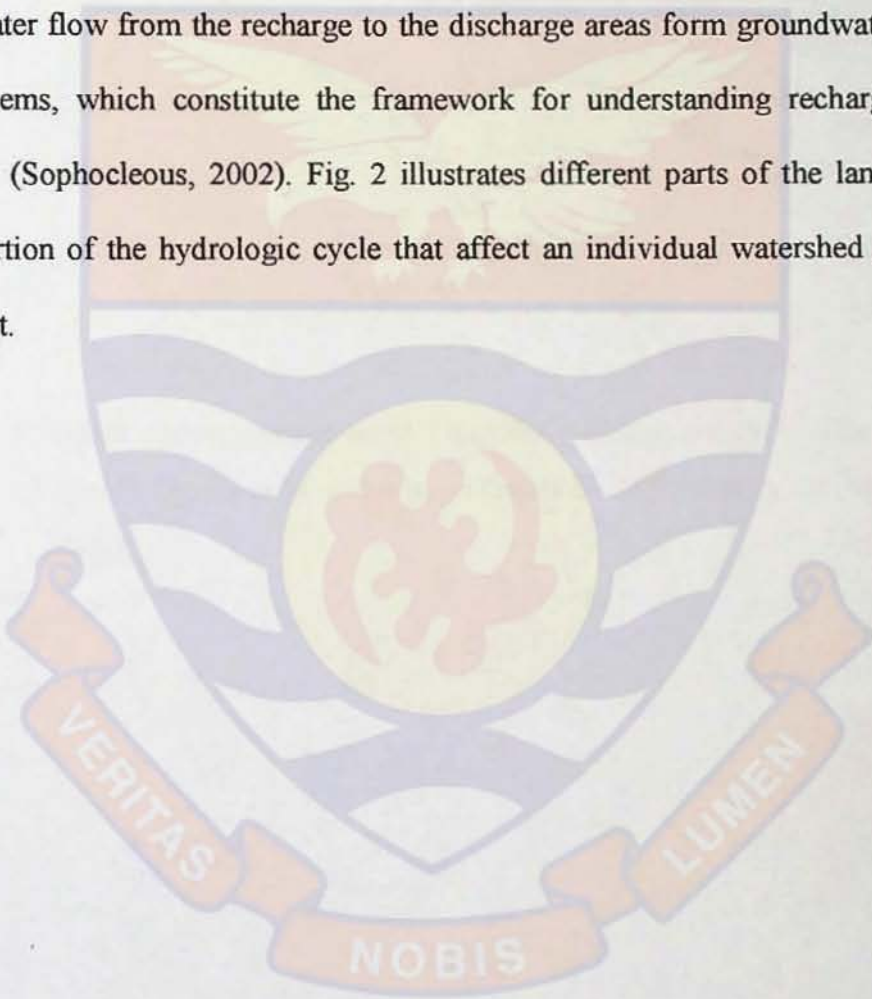 ter flow from the recharge to the discharge areas form groundwat
ems, which constitute the framework for understanding recharg
(Sophocleous, 2002). Fig. 2 illustrates different parts of the lan
tion of the hydrologic cycle that affect an individual watershed
t.
VERITAS
NOBIS
LUMEN